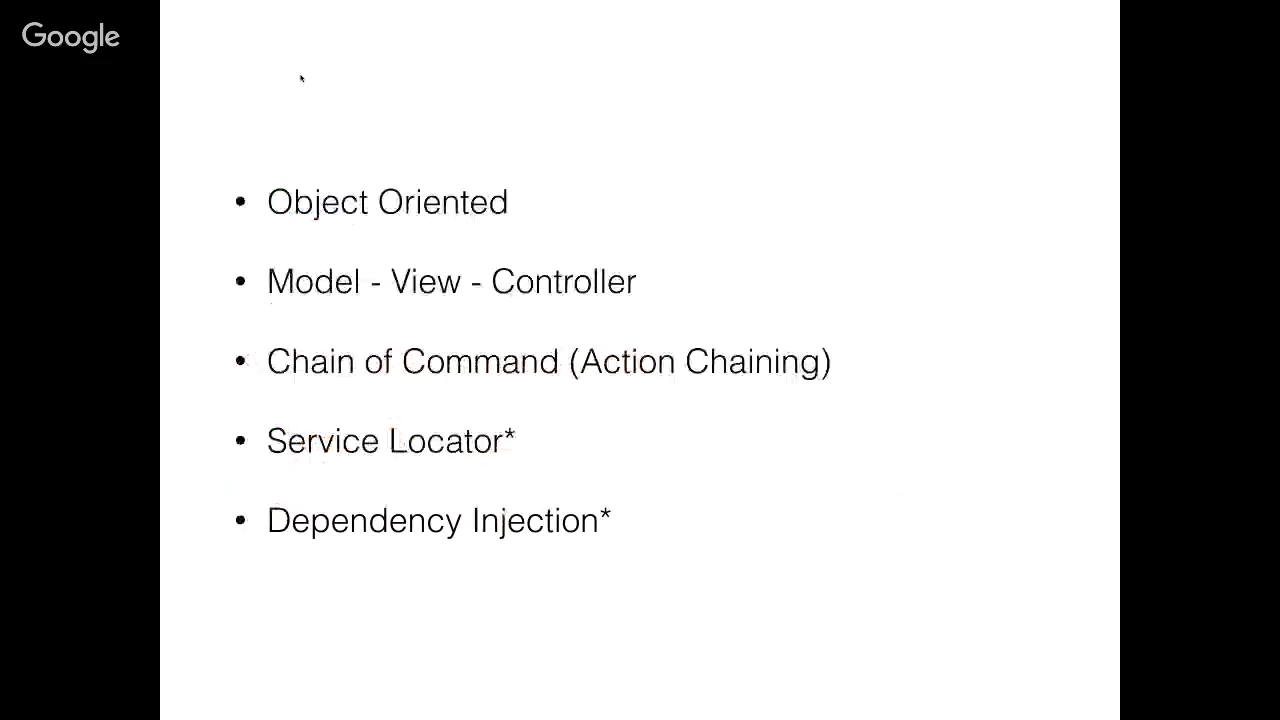 Google
• Object Oriented
• Model - View - Controller
• Chain of Command (Action Chaining)
• Service Locator*
• Dependency Injection*